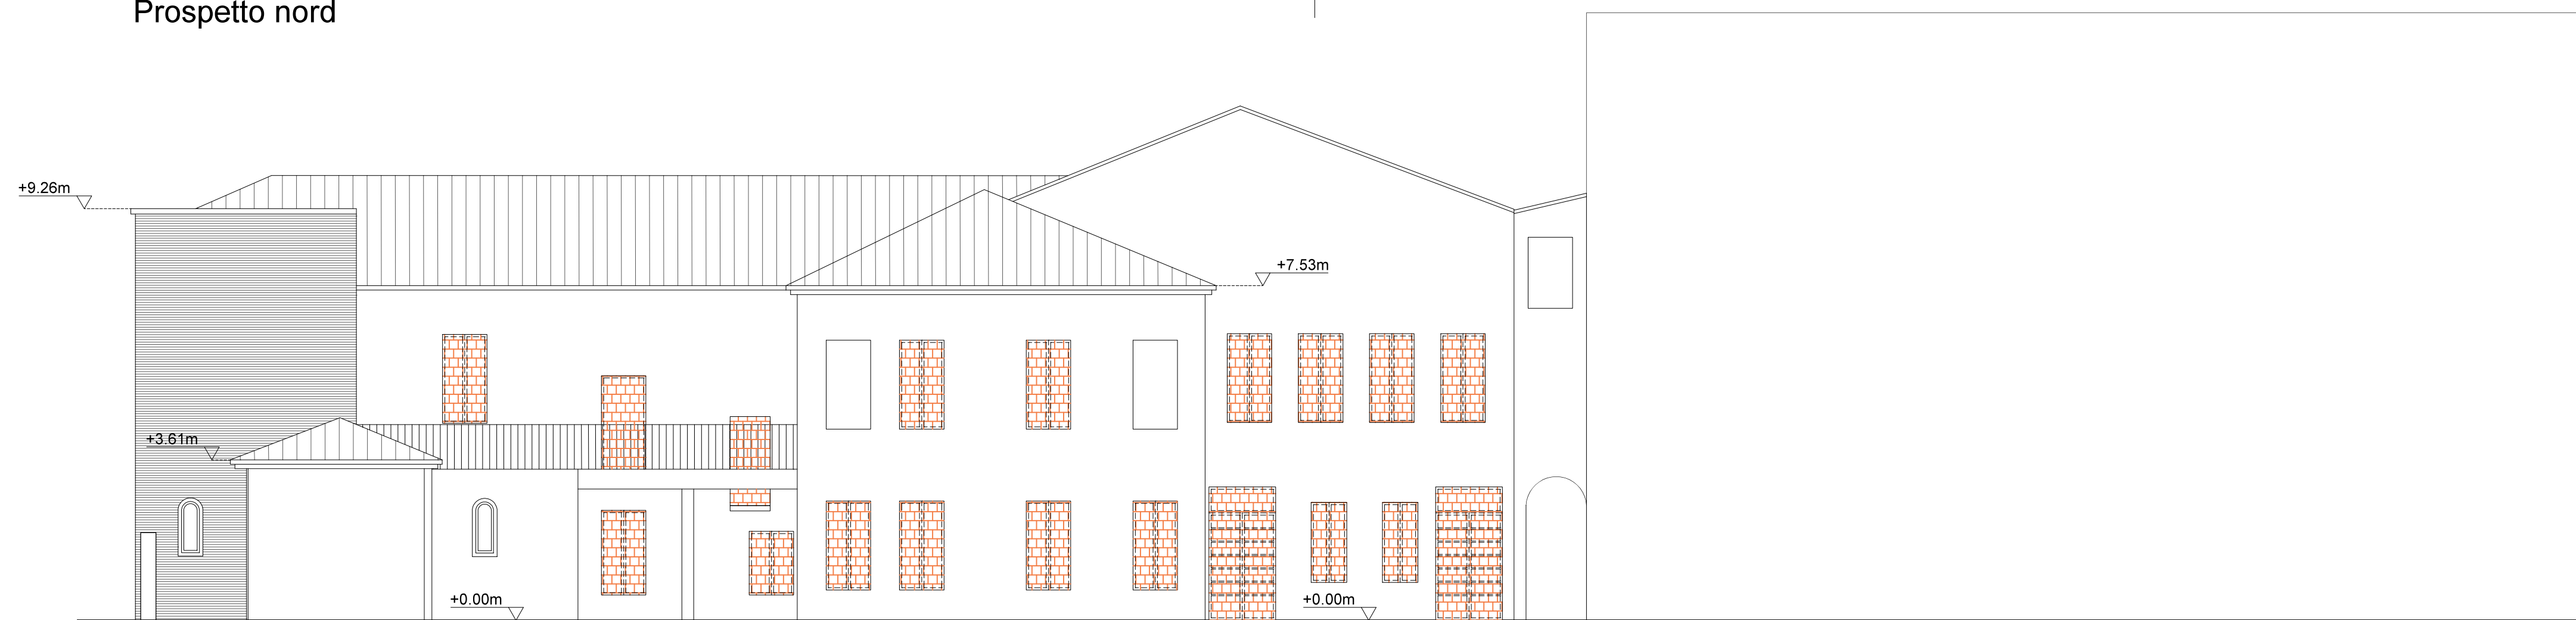 Prospetto nord
+9.26m
+7.53m
+3.61m
+0.00m
+0.00m